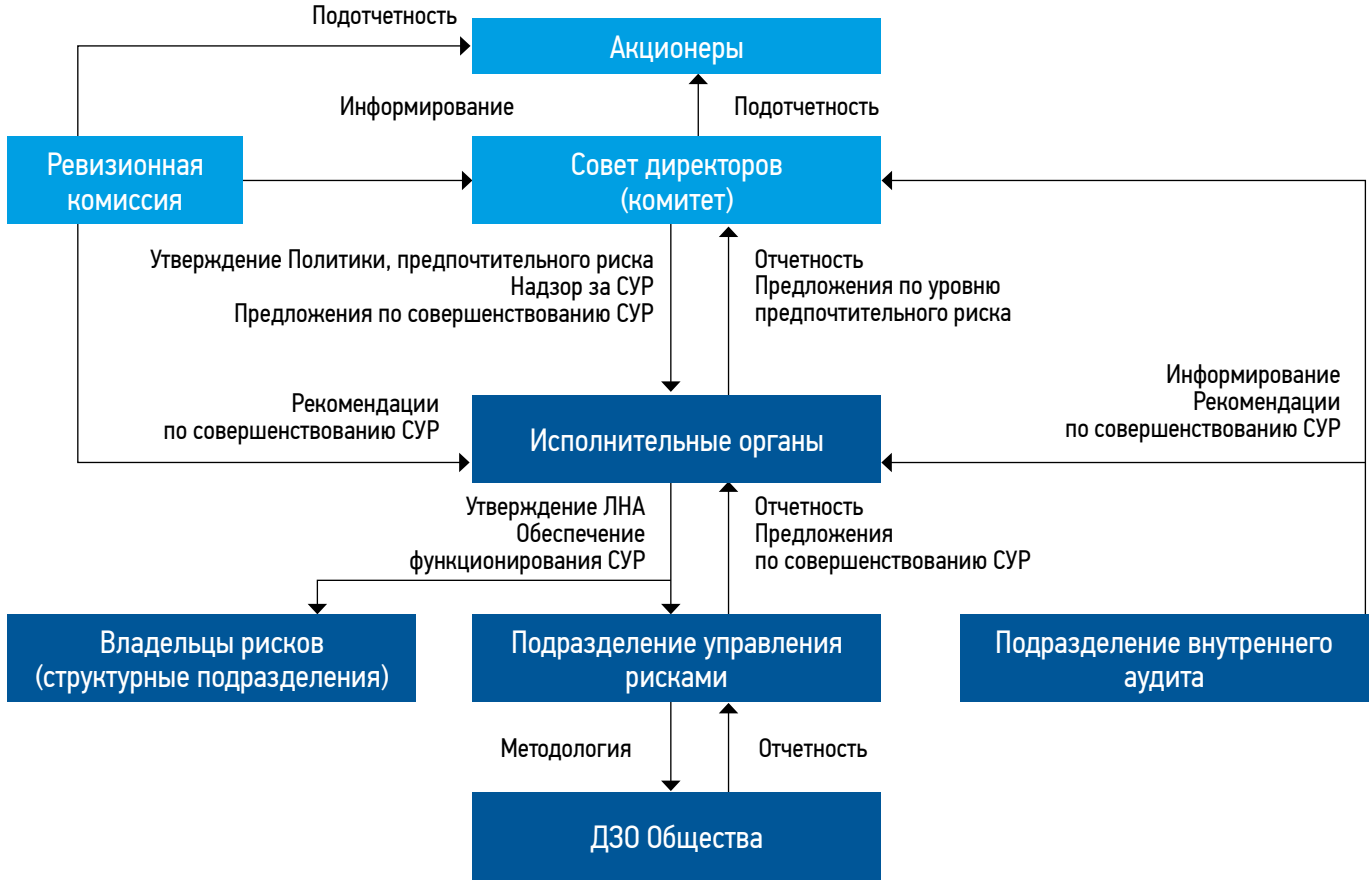 Подотчетность
Акционеры
Информирование
Подотчетность
Ревизионная
комиссия
Совет директоров
(комитет)
Утверждение Политики, предпочтительного риска
Надзор за СУР
Предложения по совершенствованию СУР
Отчетность
Предложения по уровню
предпочтительного риска
Рекомендации
по совершенствованию СУР
Исполнительные органы
Информирование
Рекомендации
по совершенствованию СУР
Утверждение ЛНА
Обеспечение
функционирования СУР
Отчетность
Предложения
по совершенствованию СУР
Владельцы рисков
(структурные подразделения)
Подразделение управления
рисками
Подразделение внутреннего
аудита
Методология
Отчетность
ДЗО Общества